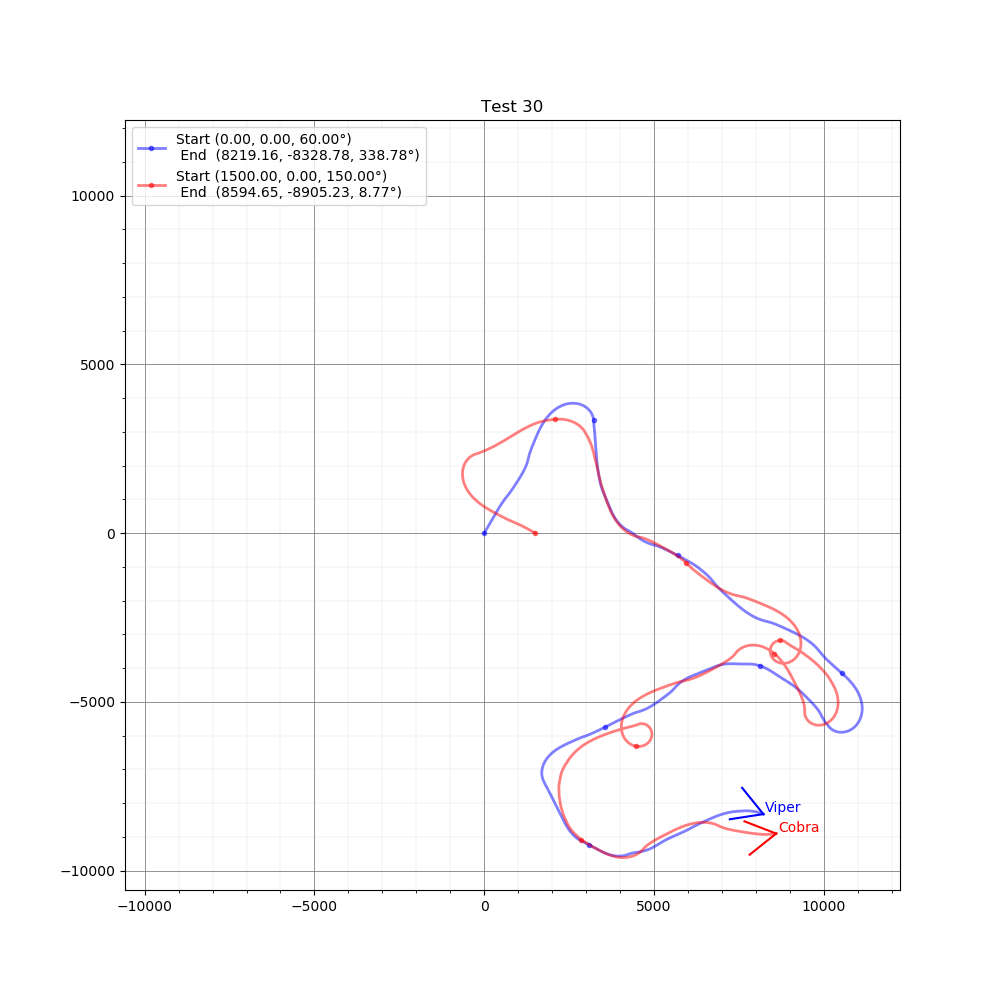 Test 30
Start (0.00, 0.00, 60.00°)
End (8219.16, -8328.78, 338.78°)
Start (1500.00, 0.00, 150.00°)
End (8594.65, -8905.23, 8.77°)
10000
5000
0
−5000
−10000
Viper
Cobra
−10000 −5000 0 5000 10000